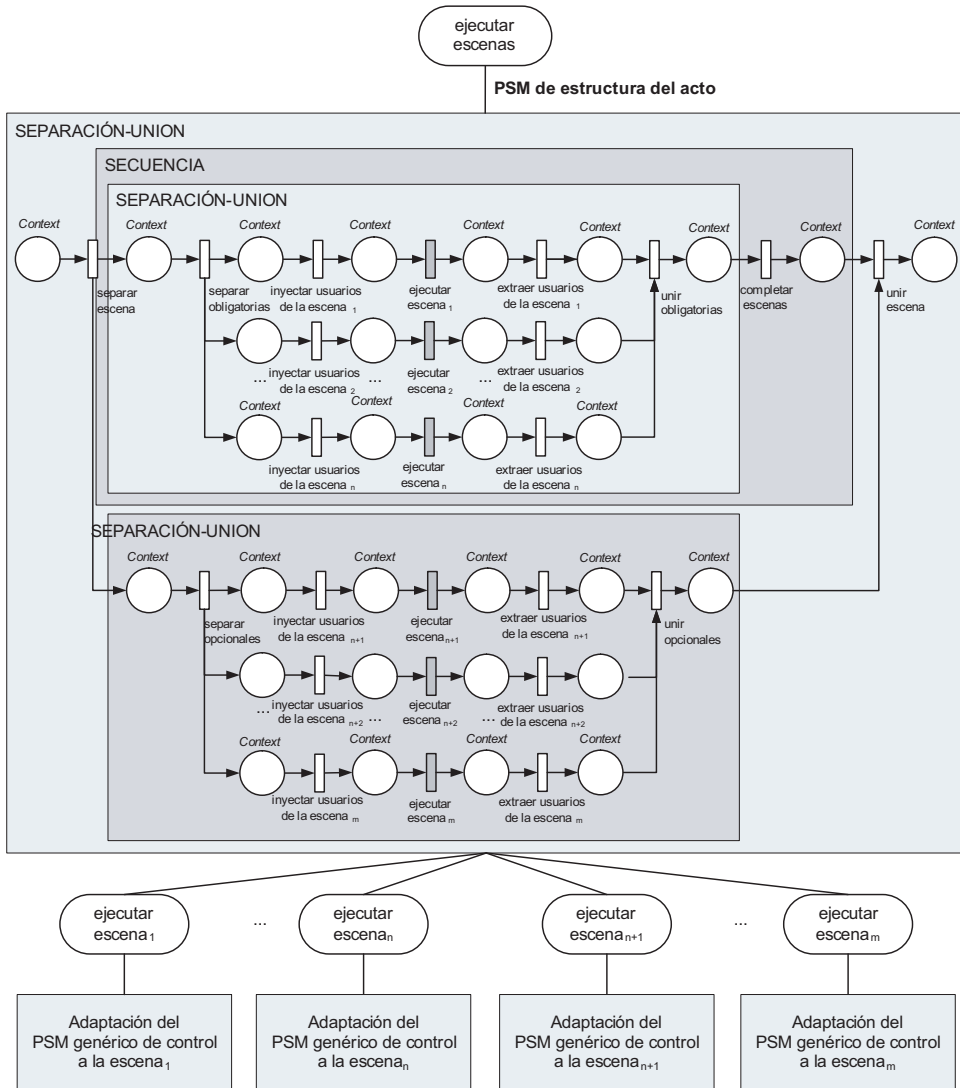 ejecutar
escenas
PSM de estructura del acto
SEPARACIÓN-UNION
SECUENCIA
SEPARACIÓN-UNION
Context Context Context Context Context Context Context Context Context
separar
escena
separar
obligatorias
inyectar usuarios
de la escena 1
ejecutar
escena 1
extraer usuarios
de la escena 1
unir
obligatorias
completar
escenas
unir
escena
... ... ...
inyectar usuarios
de la escena 2
ejecutar
escena 2
extraer usuarios
de la escena 2
Context Context Context Context
inyectar usuarios
de la escena n
ejecutar
escena n
extraer usuarios
de la escena n
SEPARACIÓN-UNION
Context Context Context Context Context Context
separar
opcionales
inyectar usuarios
de la escena n+1
ejecutar
escena n+1
extraer usuarios
de la escena n+1
unir
opcionales
... ... ...
inyectar usuarios
de la escena n+2
ejecutar
escena n+2
extraer usuarios
de la escena n+2
Context Context Context Context
inyectar usuarios
de la escena m
ejecutar
escena m
extraer usuarios
de la escena m
ejecutar
escena 1
...
ejecutar
escena n
ejecutar
escena n+1
...
ejecutar
escena m
Adaptación del
PSM genérico de control
a la escena 1
Adaptación del
PSM genérico de control
a la escena n
Adaptación del
PSM genérico de control
a la escena n+1
Adaptación del
PSM genérico de control
a la escena m